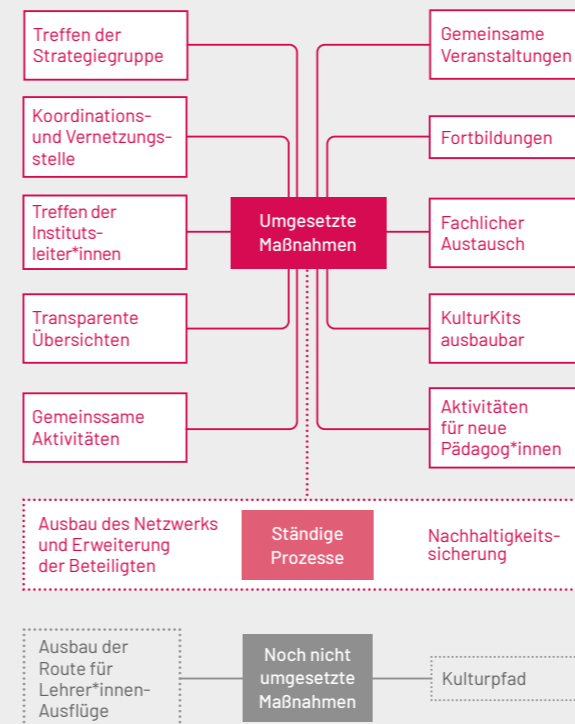 Treffen der
Strategiegruppe
Koordinations-
und Vernetzungs-
stelle
Treffen der
Instituts-
leiter*innen
Transparente
Übersichten
Gemeinssame
Aktivitäten
Umgesetzte
Maßnahmen
Gemeinsame
Veranstaltungen
Fortbildungen
Fachlicher
Austausch
KulturKits
ausbaubar
Aktivitäten
für neue
Pädagog*innen
Ausbau des Netzwerks
und Erweiterung
der Beteiligten
Ständige
Prozesse
Nachhaltigkeits-
sicherung
Ausbau der
Route für
Lehrer*innen-
Ausflüge
Noch nicht
umgesetzte
Maßnahmen
Kulturpfad